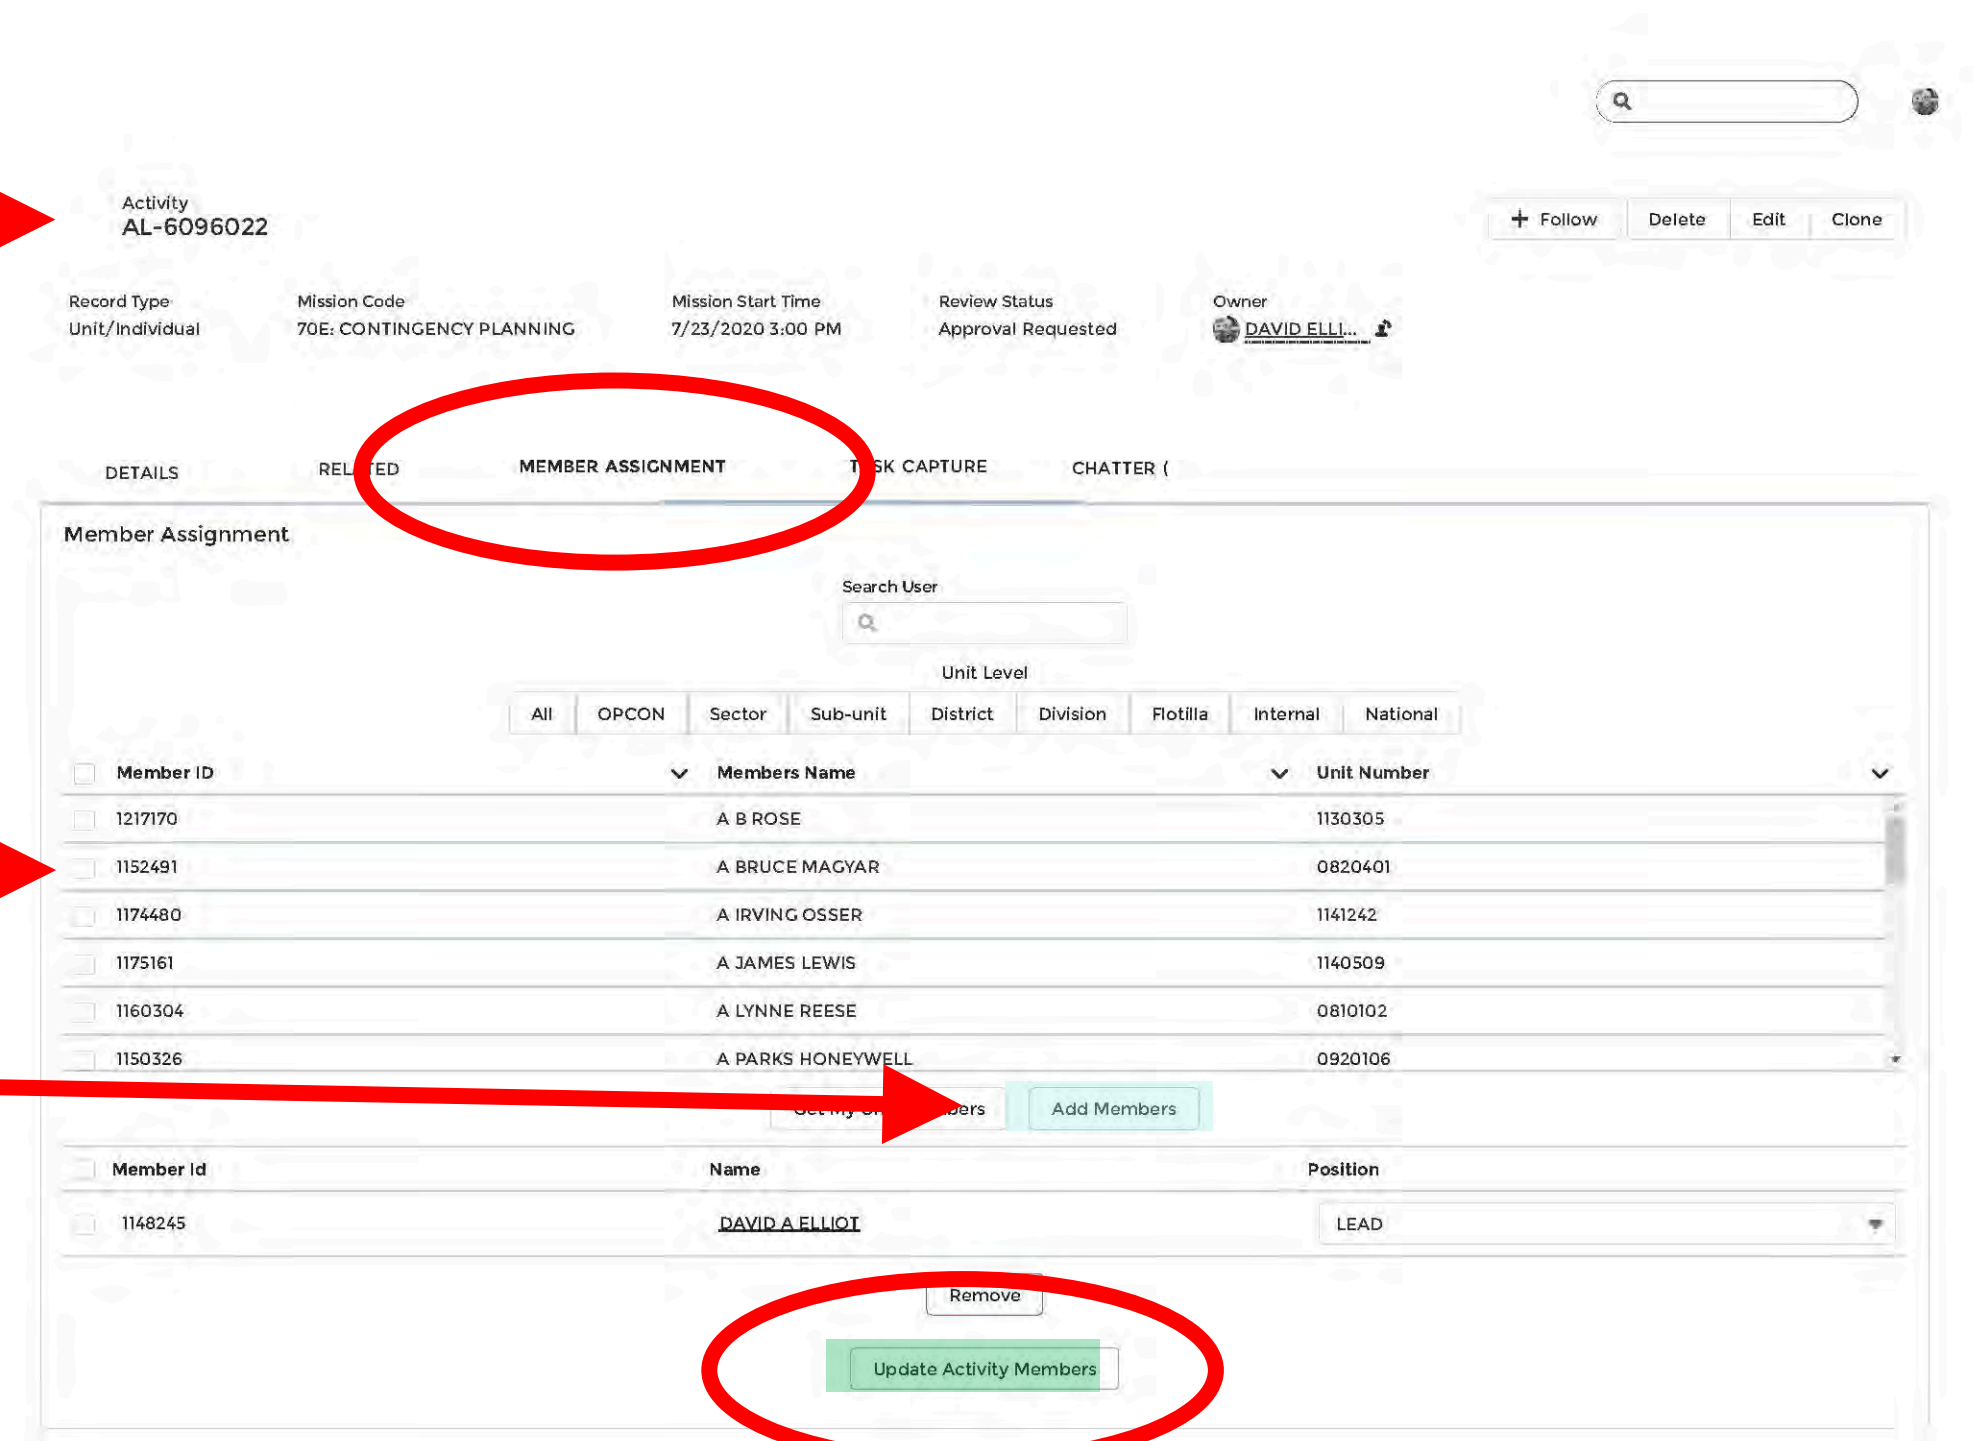 Activity
AL-6096022
+ Follow Delete Edit Clone
Record Type Mission Code Mission Start Time Review Status Owner
Unit/Individual 70E: CONTINGENCY PLANNING 7/23/2020 3:00 PM Approval Requested DAVID ELLI...
DETAILS RELATED MEMBER ASSIGNMENT TASK CAPTURE CHATTER (
Member Assignment
Search User
Unit Level
All OPCON Sector Sub-unit District Division Flotilla Internal National
Member ID Members Name Unit Number
1217170 A B ROSE 1130305
1152491 A BRUCE MAGYAR 0820401
1174480 A IRVING OSSER 1141242
1175161 A JAMES LEWIS 1140509
1160304 A LYNNE REESE 0810102
1150326 A PARKS HONEYWELL 0920106
Get My Add Members
Member Id Name Position
1148245 DAVID A ELLIOT LEAD
Remove
Update Activity Members